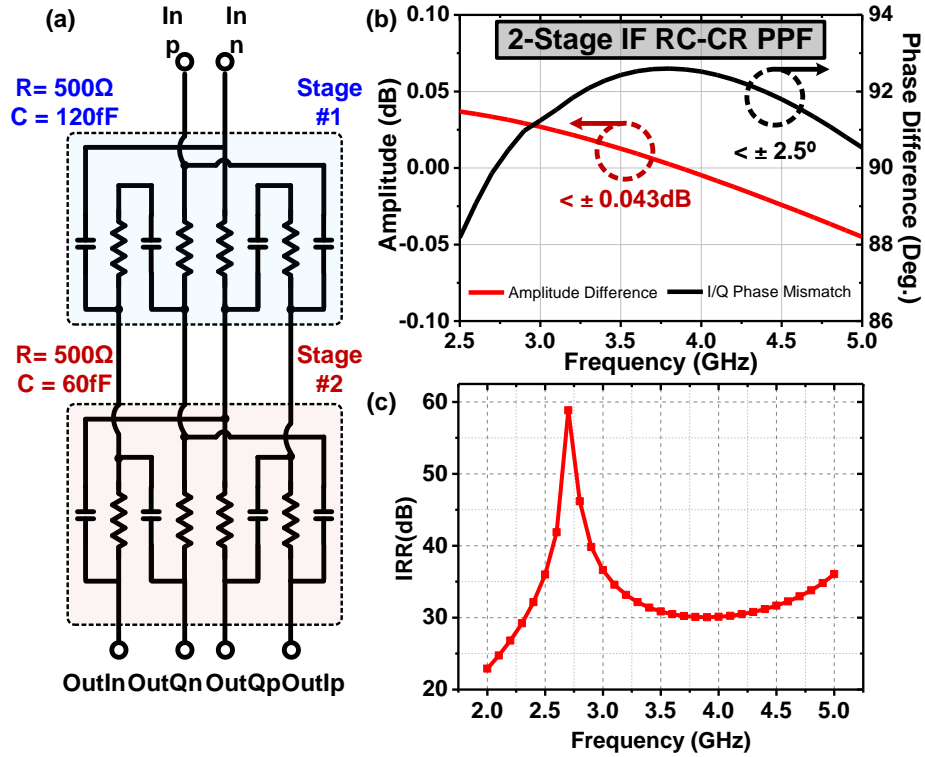 (a)
In In
p n
R= 500Ω
C = 120fF
Stage
#1
R= 500Ω
C = 60fF
Stage
#2
OutIn OutQn OutQp OutIp
(b)
2-Stage IF RC-CR PPF
Amplitude (dB)
0.10
0.05
0.00
-0.05
-0.10
Phase Difference (Deg.)
94
92
90
88
86
< ± 2.5º
< ± 0.043dB
Amplitude Difference
I/Q Phase Mismatch
2.5 3.0 3.5 4.0 4.5 5.0
Frequency (GHz)
(c)
IRR(dB)
60
50
40
30
20
2.0 2.5 3.0 3.5 4.0 4.5 5.0
Frequency (GHz)